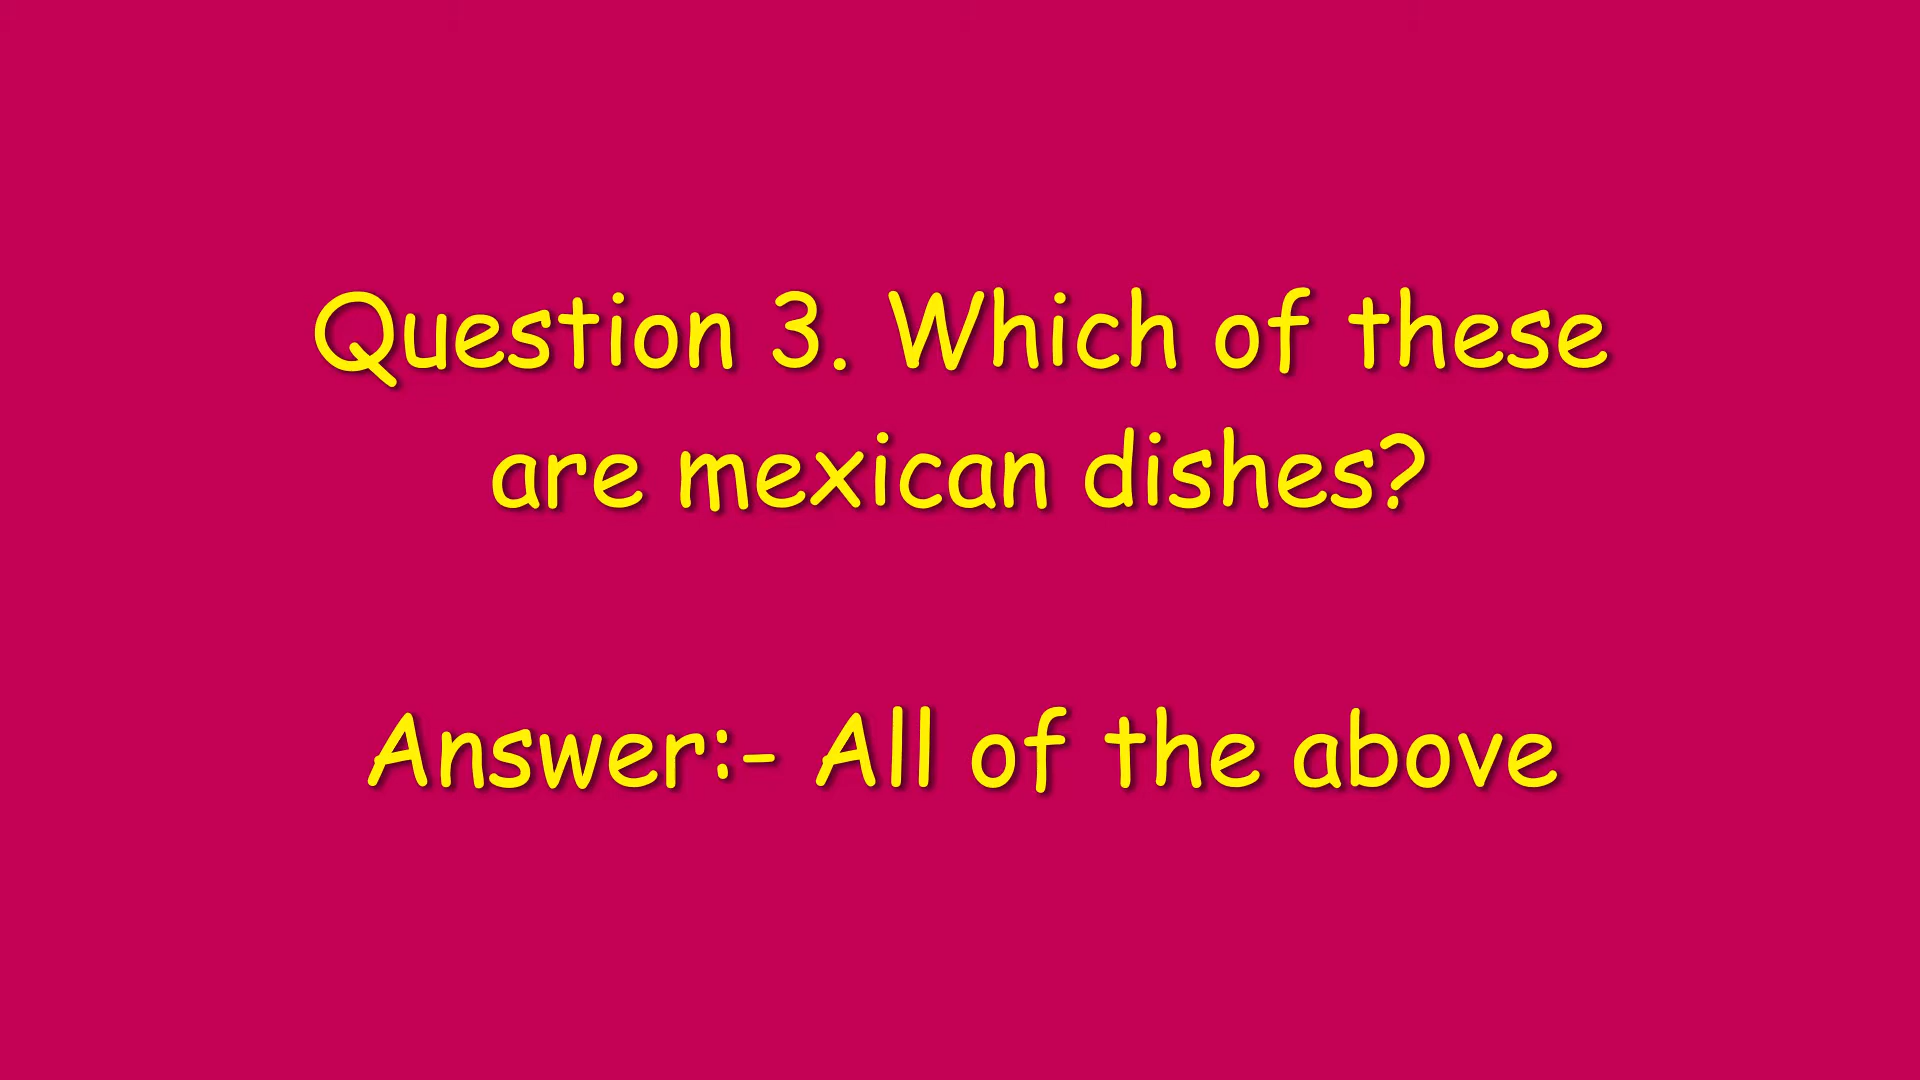 Question 3. Which of these
are mexican dishes?
Answer:- All of the above